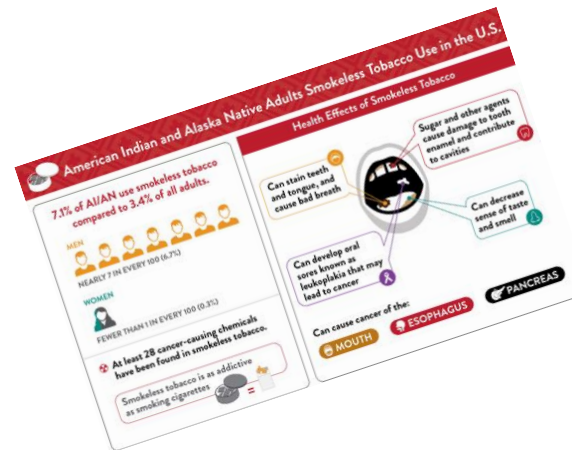 American Indian and Alaska Native Adults Smokeless Tobacco Use in the U.S.
7.1% of AI/AN use smokeless tobacco
compared to 3.4% of all adults.
MEN
NEARLY 7 IN EVERY 100 (6.7%)
WOMEN
FEWER THAN 1 IN EVERY 100 (0.3%)
At least 28 cancer-causing chemicals
have been found in smokeless tobacco.
Smokeless tobacco is as addictive
as smoking cigarettes
=
Health Effects of Smokeless Tobacco
Can stain teeth
and tongue, and
cause bad breath
Sugar and other agents
cause damage to tooth
enamel and contribute
to cavities
Can develop oral
sores known as
leukoplakia that may
lead to cancer
Can decrease
sense of taste
and smell
Can cause cancer of the:
MOUTH
ESOPHAGUS
PANCREAS